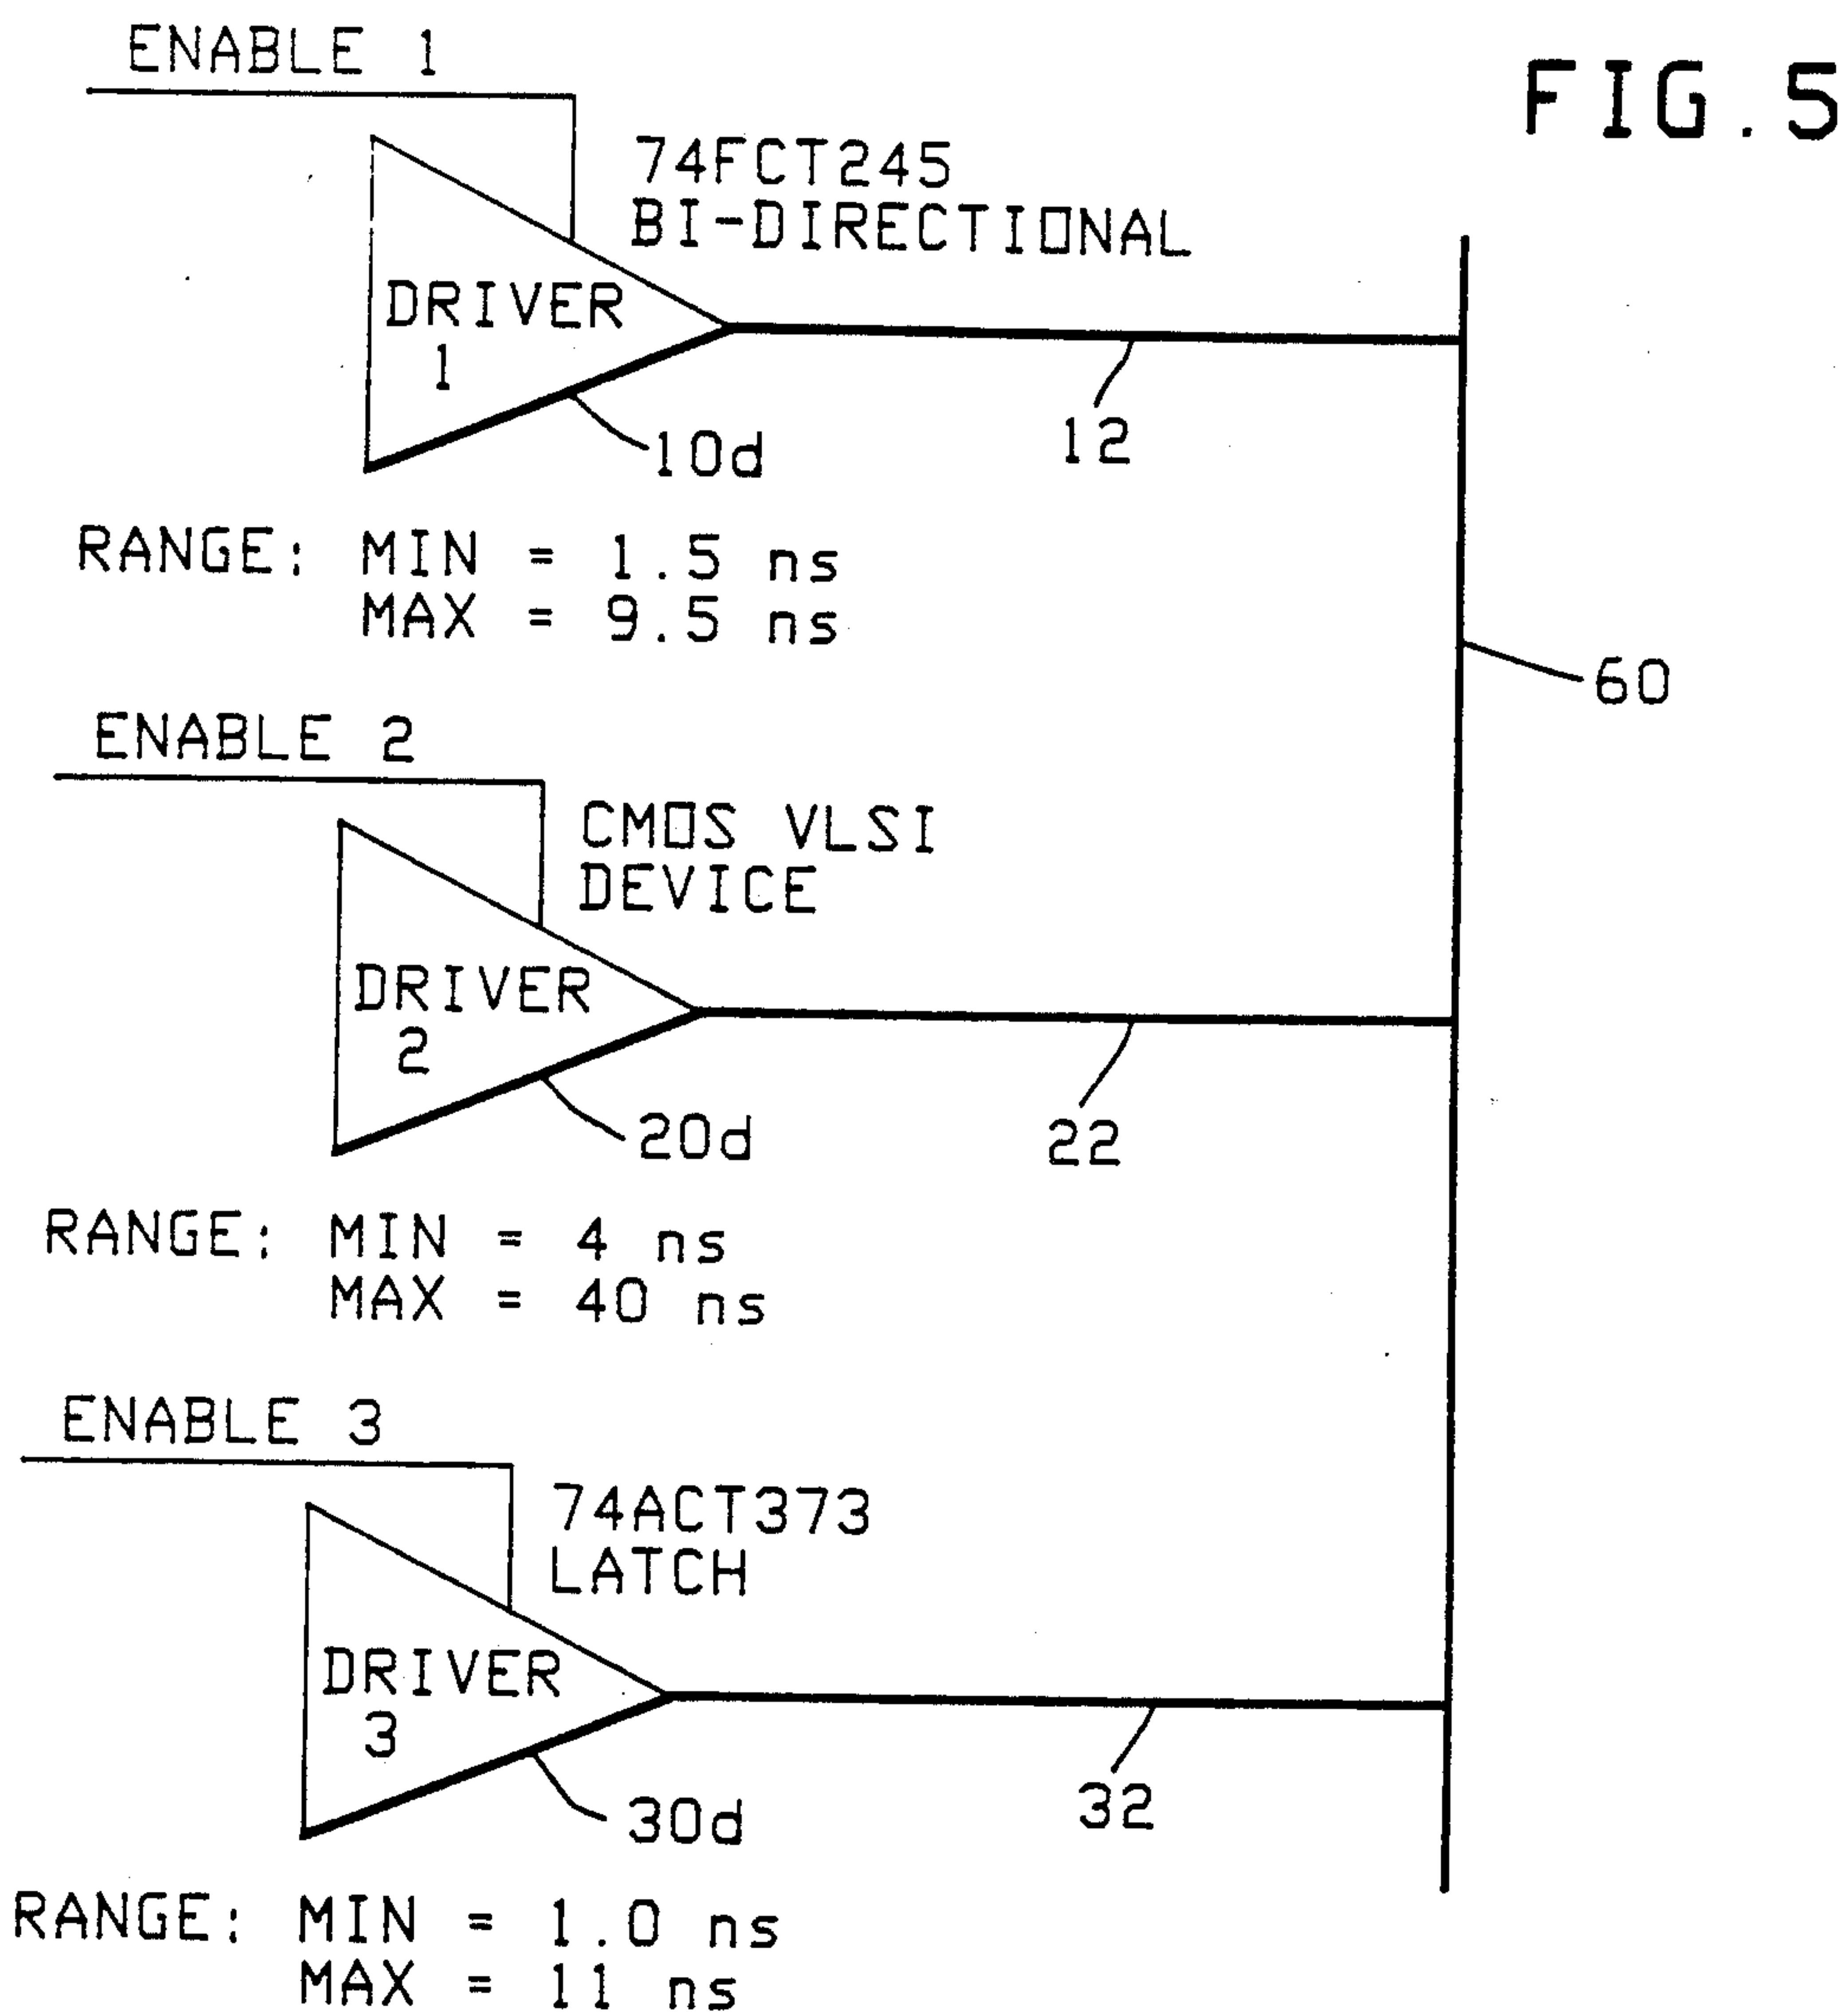 FIG.5
ENABLE 1
74FCT245
BI-DIRECTIONAL
DRIVER
1
10d
12
RANGE: MIN = 1.5 ns
MAX = 9.5 ns
60
ENABLE 2
CMOS VLSI
DEVICE
DRIVER
2
20d
22
RANGE: MIN = 4 ns
MAX = 40 ns
ENABLE 3
74ACT373
LATCH
DRIVER
3
30d
32
RANGE: MIN = 1.0 ns
MAX = 11 ns